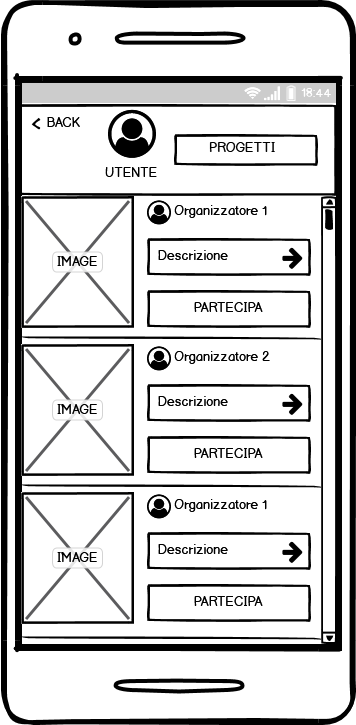 18:44
BACK
UTENTE
PROGETTI
IMAGE
Organizzatore 1
Descrizione
PARTECIPA
IMAGE
Organizzatore 2
Descrizione
PARTECIPA
IMAGE
Organizzatore 1
Descrizione
PARTECIPA